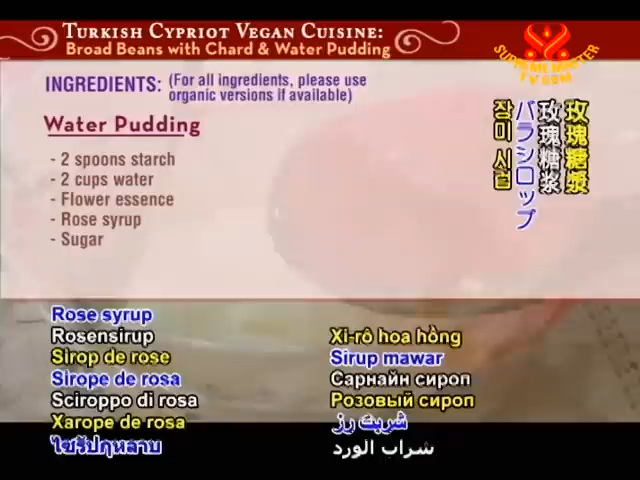 TURKISH CYPRIOT VEGAN CUISINE:
BROAD BEANS WITH CHARD & WATER PUDDING
SUPREME MASTER
TV
INGREDIENTS: (For all ingredients, please use
organic versions if available)
Water Pudding
- 2 spoons starch
- 2 cups water
- Flower essence
- Rose syrup
- Sugar
玫瑰糖漿
玫瑰糖浆
バラシロップ
장미 시럽
Rose syrup
Rosensirup
Sirop de rose
Sirope de rosa
Sciroppo di rosa
Xarope de rosa
ไซรัปกุหลาบ
Xi-rô hoa hồng
Sirup mawar
Сарнайн сироп
Розовый сироп
شربت رز
شراب الورد